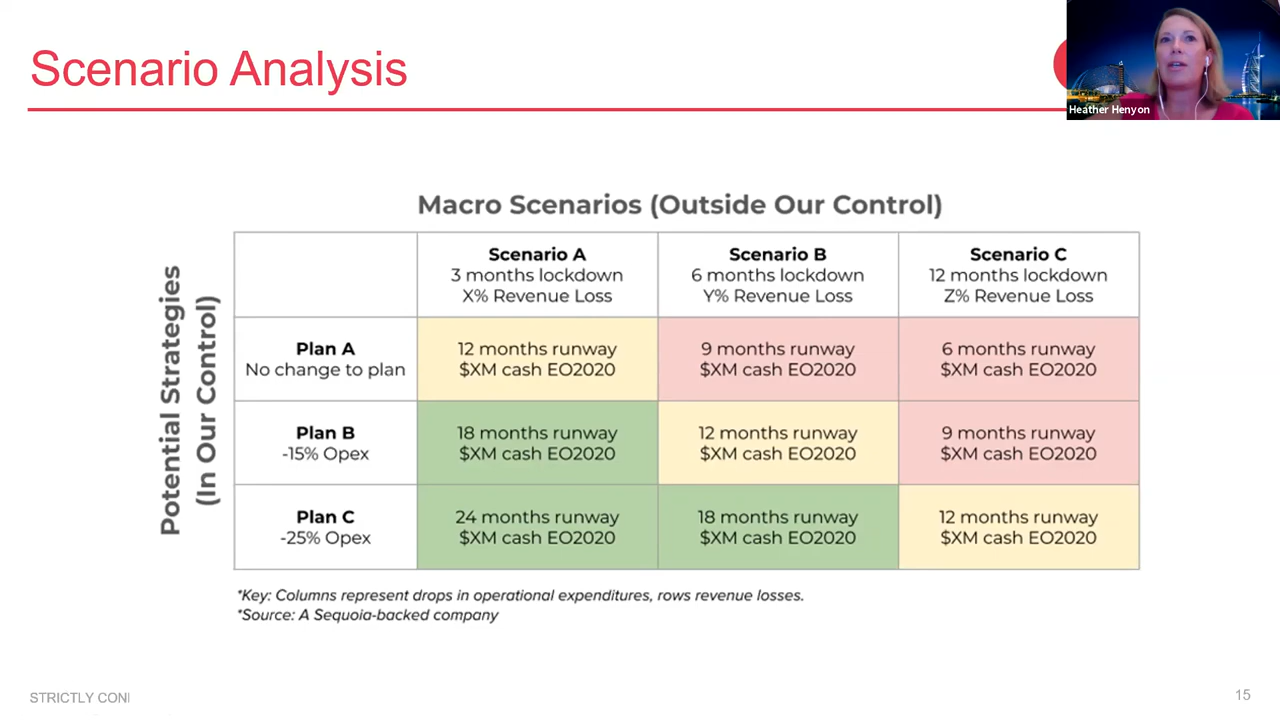 Scenario Analysis
Heather Henyon
Macro Scenarios (Outside Our Control)
Potential Strategies
(In Our Control)
Scenario A
3 months lockdown
X% Revenue Loss
Scenario B
6 months lockdown
Y% Revenue Loss
Scenario C
12 months lockdown
Z% Revenue Loss
Plan A
No change to plan
12 months runway
$XM cash EO2020
9 months runway
$XM cash EO2020
6 months runway
$XM cash EO2020
Plan B
-15% Opex
18 months runway
$XM cash EO2020
12 months runway
$XM cash EO2020
9 months runway
$XM cash EO2020
Plan C
-25% Opex
24 months runway
$XM cash EO2020
18 months runway
$XM cash EO2020
12 months runway
$XM cash EO2020
*Key: Columns represent drops in operational expenditures, rows revenue losses.
*Source: A Sequoia-backed company
STRICTLY CONI
15